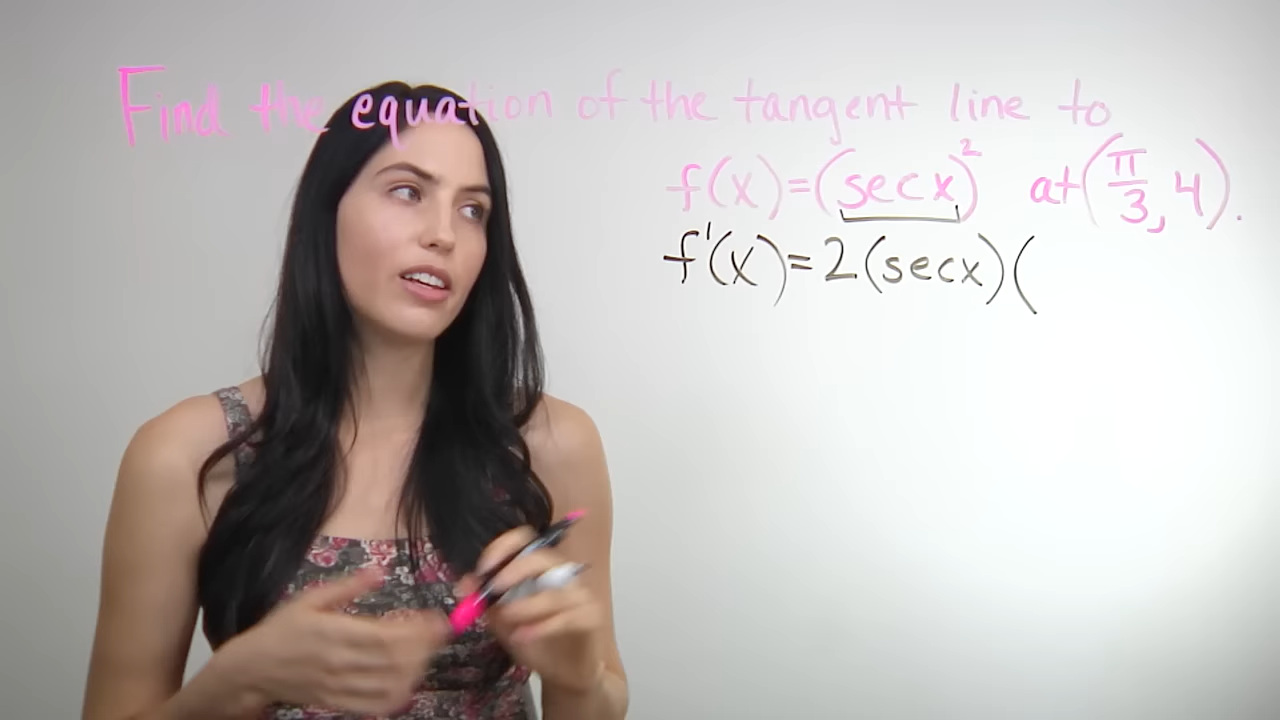 Find the equation of the tangent line to
f(x)=(secx)² at (π/3, 4).
f'(x)=2(secx)(